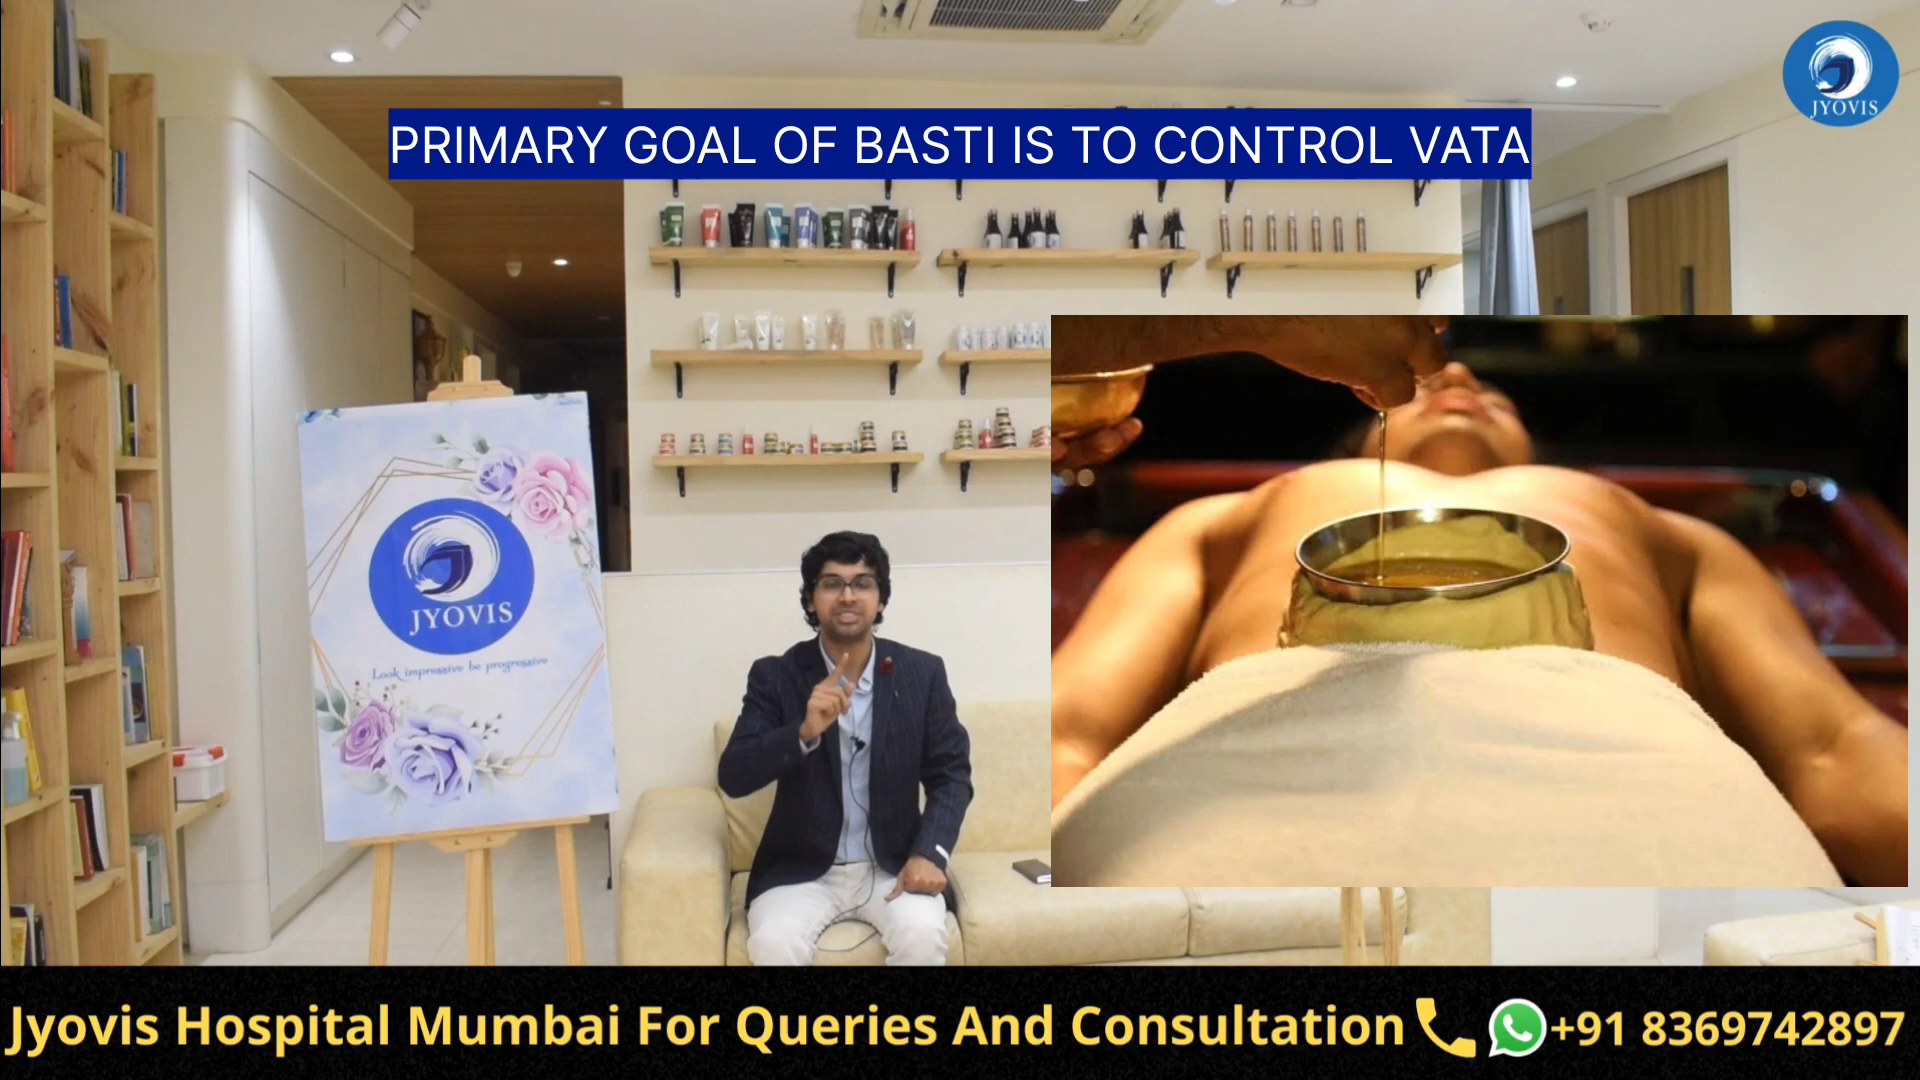 JYOVIS
PRIMARY GOAL OF BASTI IS TO CONTROL VATA
JYOVIS
Look impressive be progressive
Jyovis Hospital Mumbai For Queries And Consultation +91 8369742897